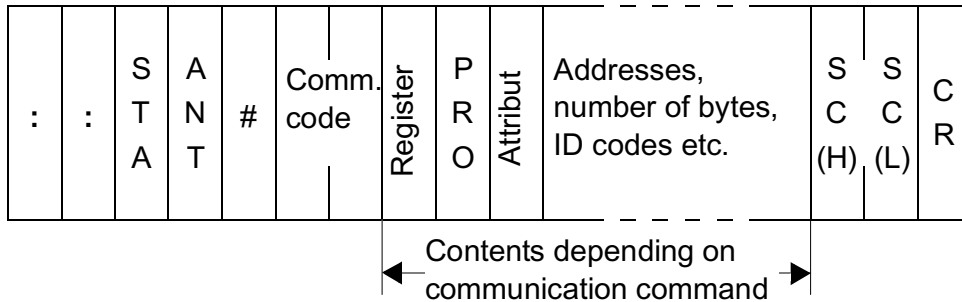 :
:
S
T
A
A
N
T
#
Comm.
code
Register
P
R
O
Attribut
Addresses,
number of bytes,
ID codes etc.
S
C
(H)
S
C
(L)
C
R
Contents depending on
communication command